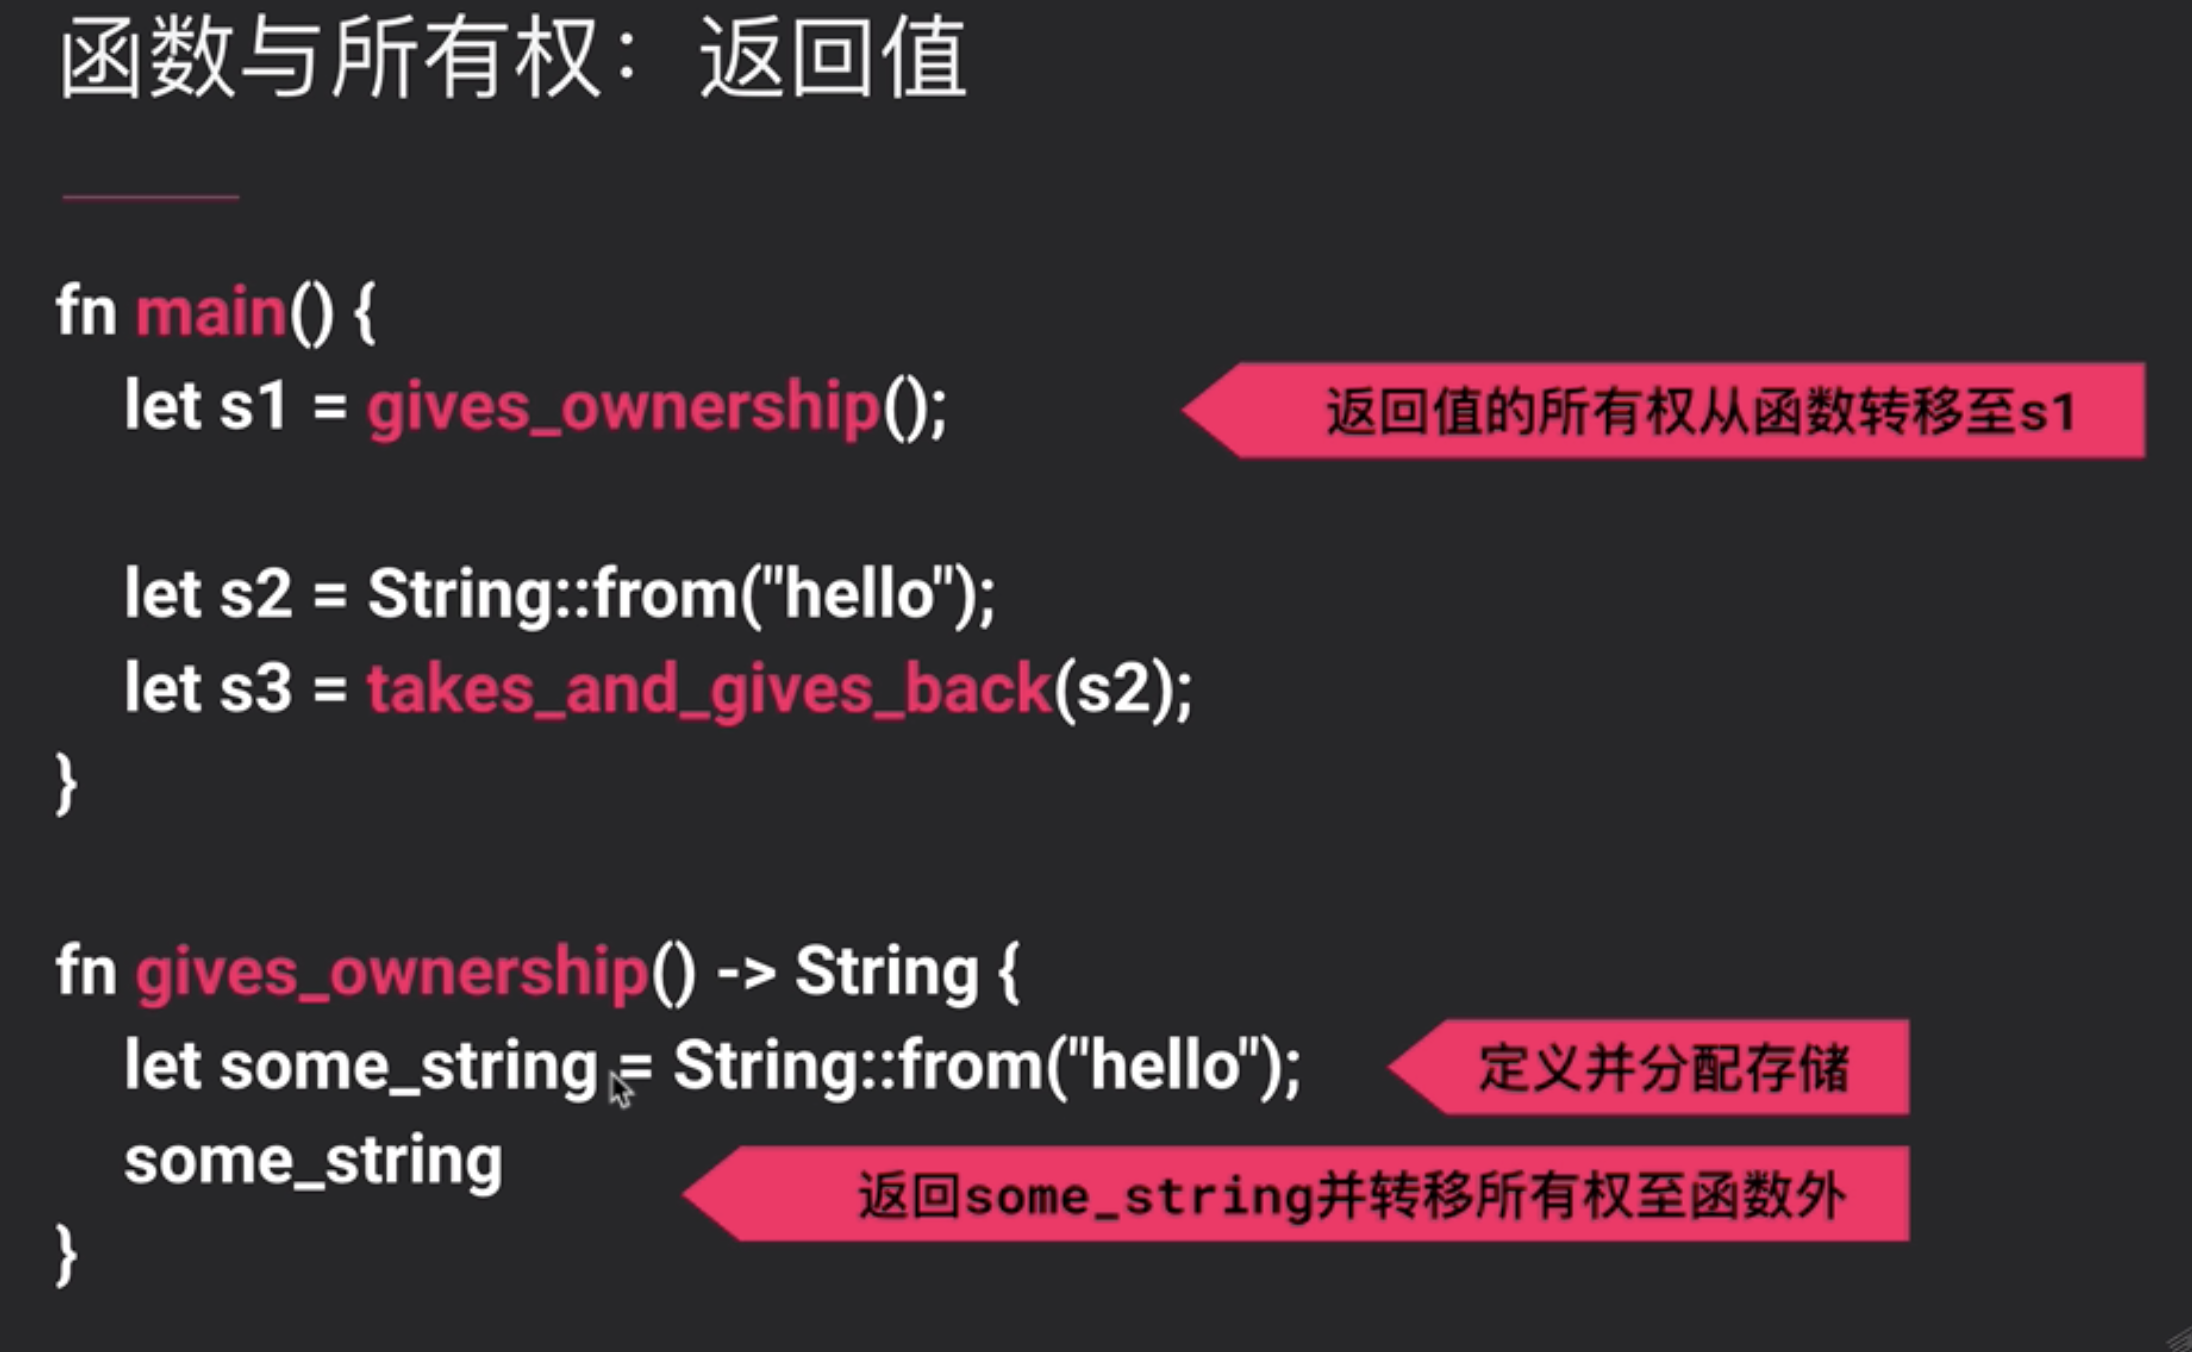 函数与所有权：返回值
fn main() {
let s1 = gives_ownership();
返回值的所有权从函数转移至s1
let s2 = String::from("hello");
let s3 = takes_and_gives_back(s2);
}
fn gives_ownership() -> String {
let some_string = String::from("hello");
定义并分配存储
some_string
返回some_string并转移所有权至函数外
}